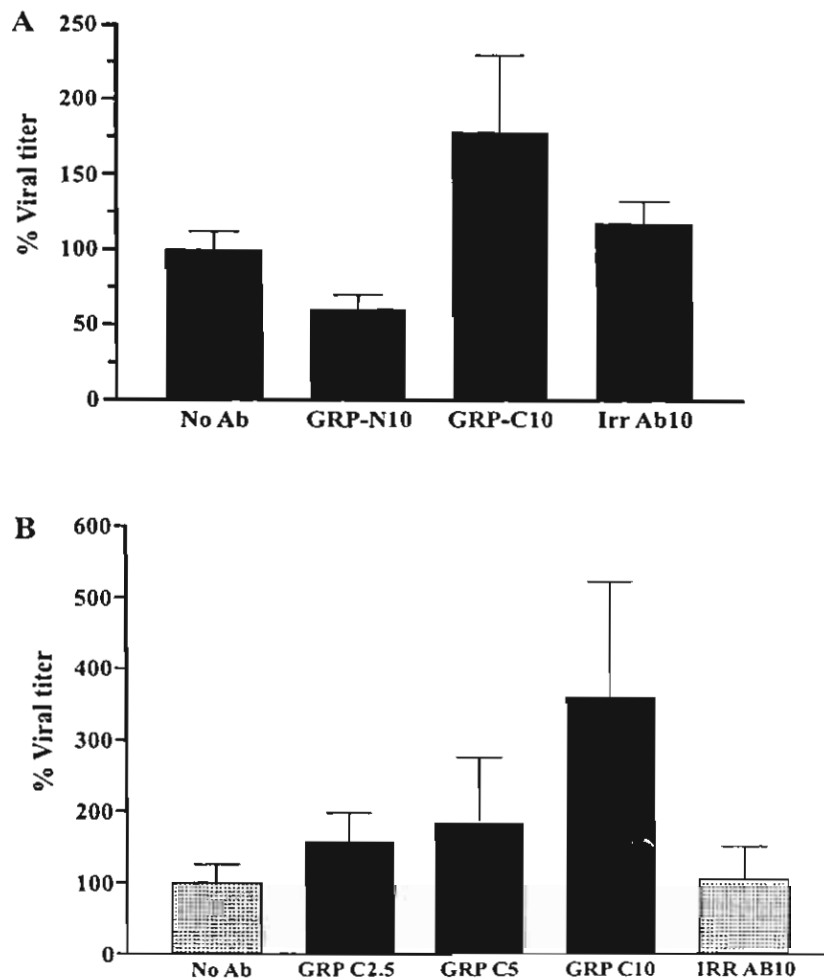 A
250
200
150
100
50
0
% Viral titer
No Ab GRP-N10 GRP-C10 Irr Ab10
B
600
500
400
300
200
100
0
% Viral titer
No Ab GRP C2.5 GRP C5 GRP C10 IRR AB10